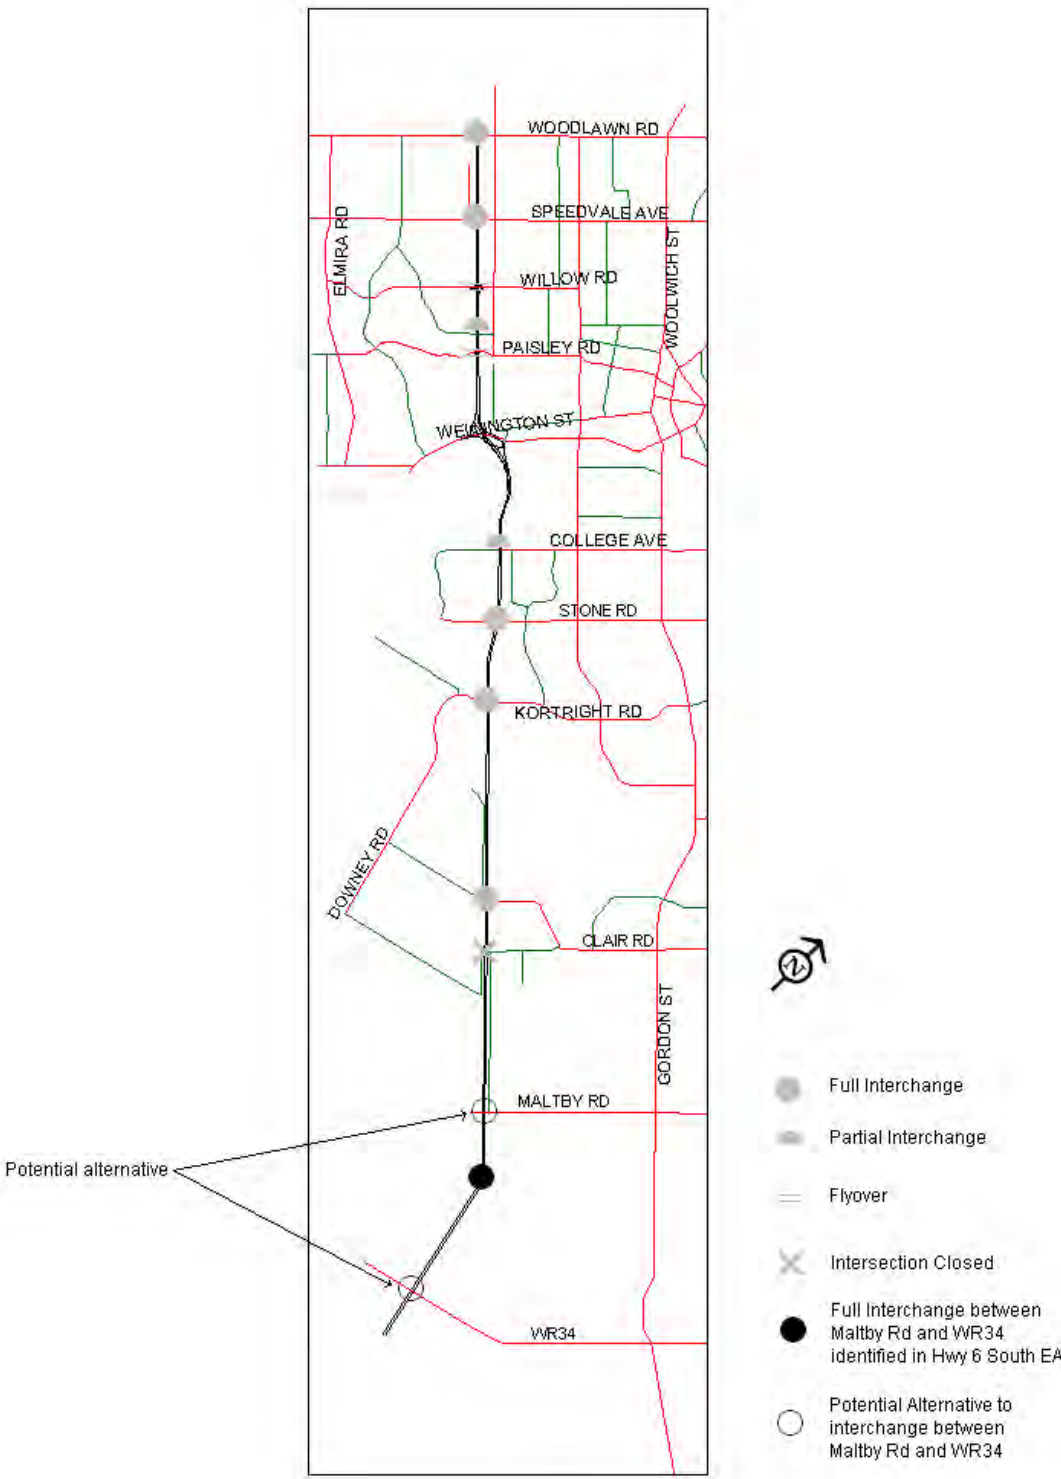 WOODLAWN RD
SPEEDVALE AVE
ELMIRA RD
WILLOW RD
WOOLWICH ST
PAISLEY RD
WELLINGTON ST
COLLEGE AVE
STONE RD
KORTRIGHT RD
DOWNEY RD
CLAIR RD
GORDON ST
MALTBY RD
Potential alternative
WR34
N
Full Interchange
Partial Interchange
Flyover
Intersection Closed
Full Interchange between
Maltby Rd and WR34
identified in Hwy 6 South EA
Potential Alternative to
interchange between
Maltby Rd and WR34